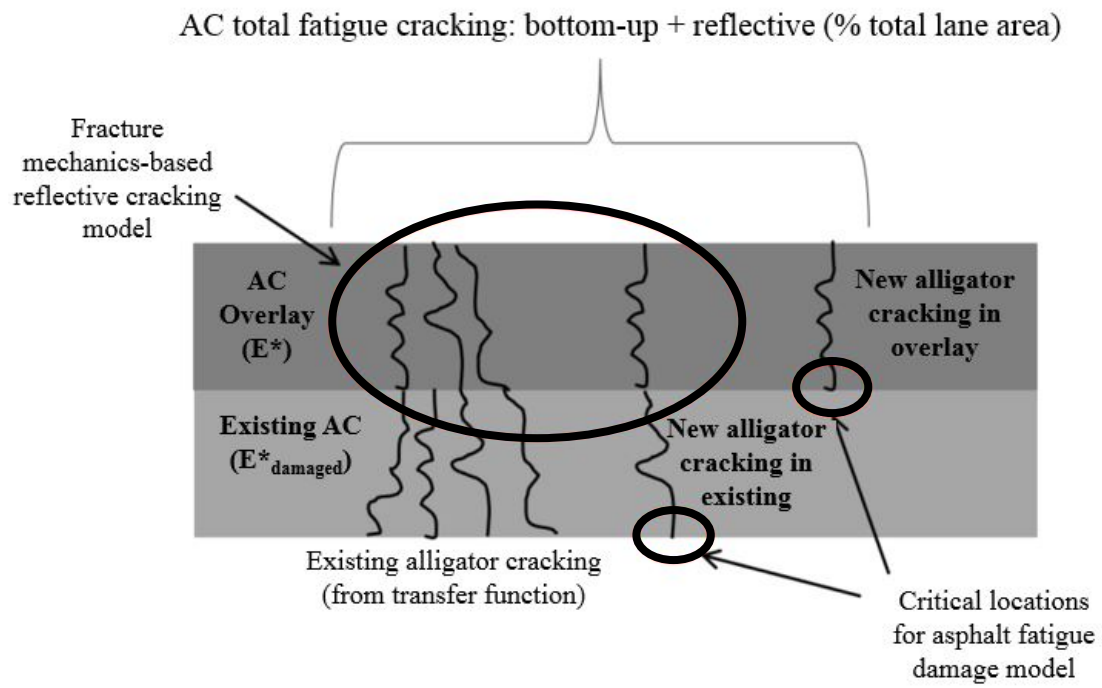 AC total fatigue cracking: bottom-up + reflective (% total lane area)
Fracture
mechanics-based
reflective cracking
model
AC
Overlay
(E*)
New alligator
cracking in
overlay
Existing AC
(E*damaged)
New alligator
cracking in
existing
Existing alligator cracking
(from transfer function)
Critical locations
for asphalt fatigue
damage model